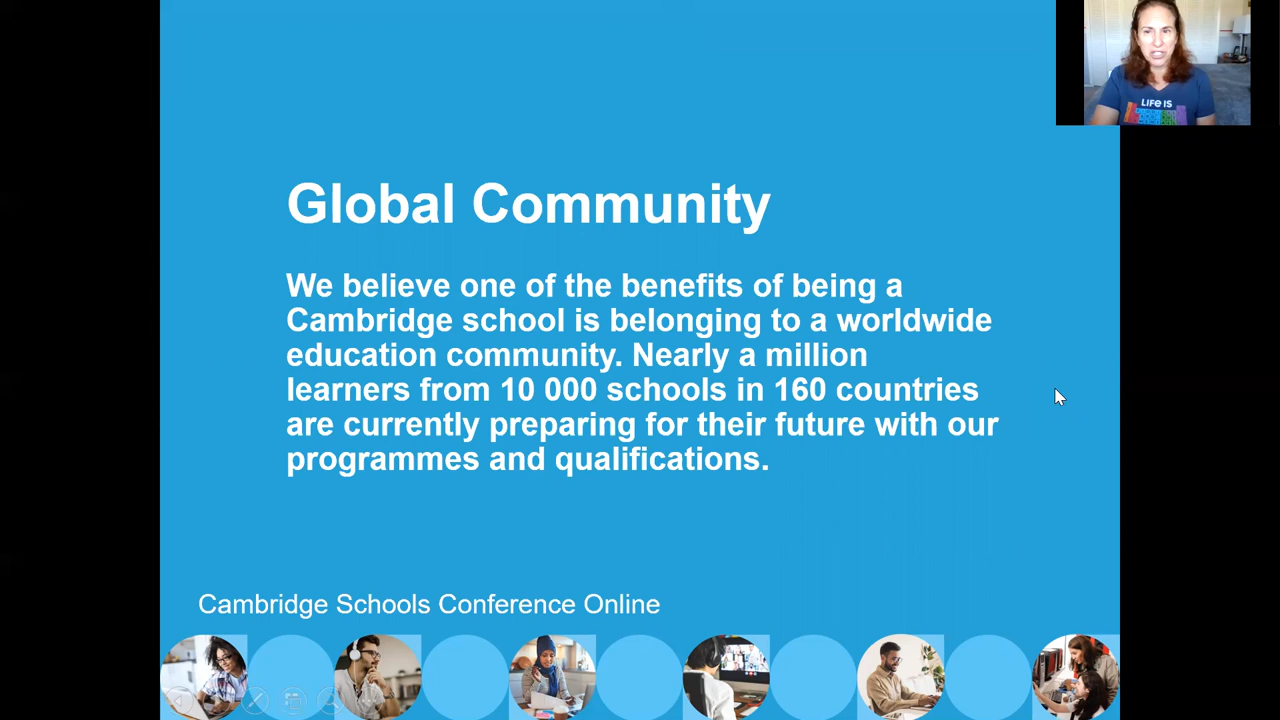 LIFE IS
Global Community
We believe one of the benefits of being a
Cambridge school is belonging to a worldwide
education community. Nearly a million
learners from 10 000 schools in 160 countries
are currently preparing for their future with our
programmes and qualifications.
Cambridge Schools Conference Online